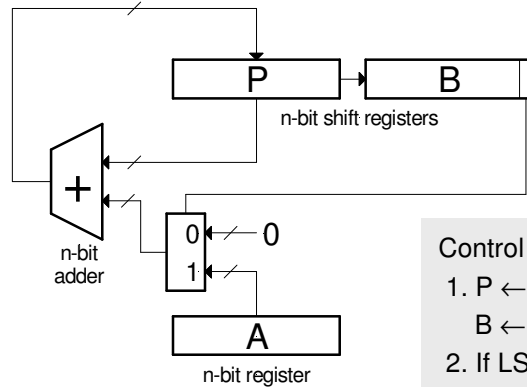 P
B
n-bit shift registers
+
n-bit
adder
0
0
1
A
n-bit register
Control
1. P ←
B ←
2. If LS